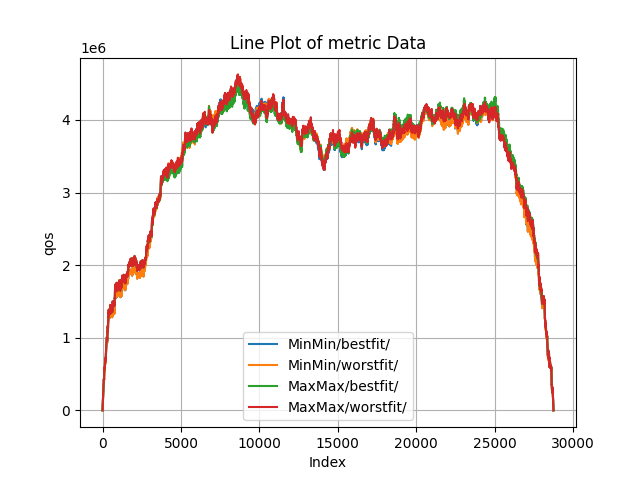 Line Plot of metric Data
1e6
4
3
2
1
0
qos
MinMin/bestfit/
MinMin/worstfit/
MaxMax/bestfit/
MaxMax/worstfit/
0 5000 10000 15000 20000 25000 30000
Index